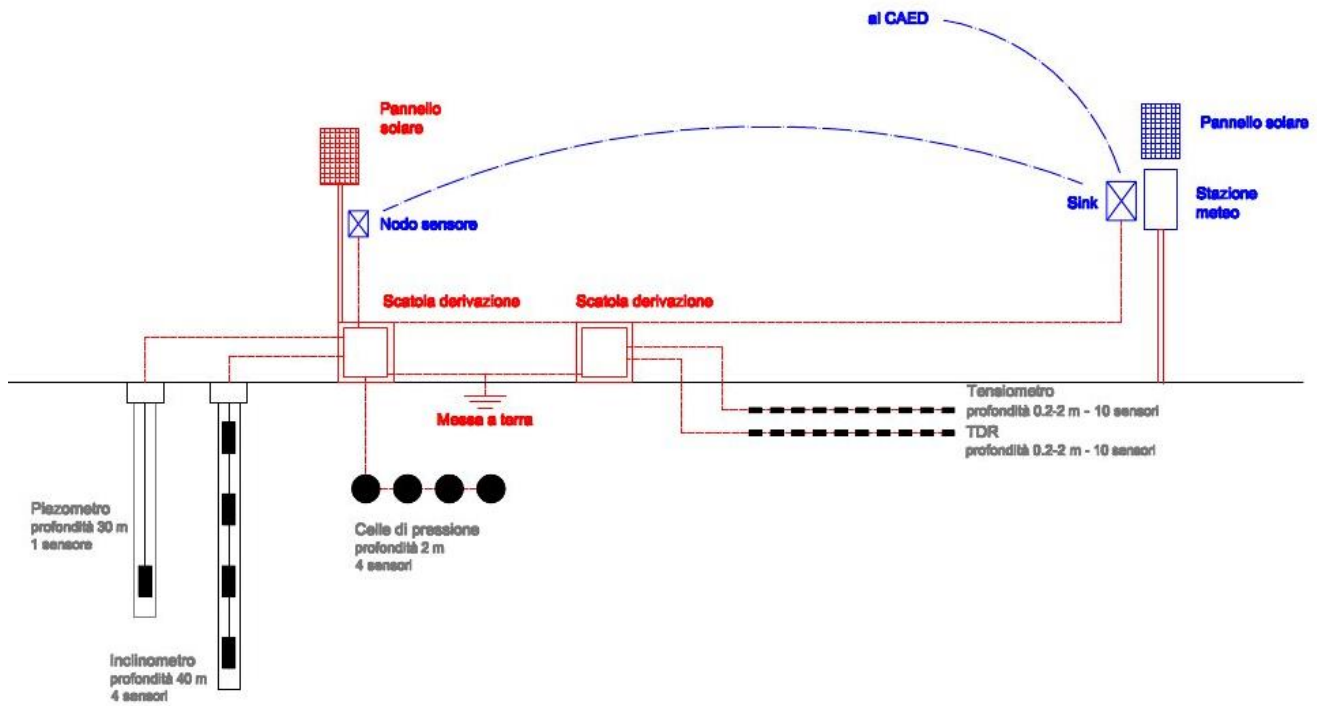 al CAED
Pannello
solare
Pannello solare
Nodo sensore
Sink
Stazione
meteo
Scatola derivazione
Scatola derivazione
Messa a terra
Tensiometro
profondità 0.2-2 m - 10 sensori
TDR
profondità 0.2-2 m - 10 sensori
Piezometro
profondità 30 m
1 sensore
Celle di pressione
profondità 2 m
4 sensori
Inclinometro
profondità 40 m
4 sensori